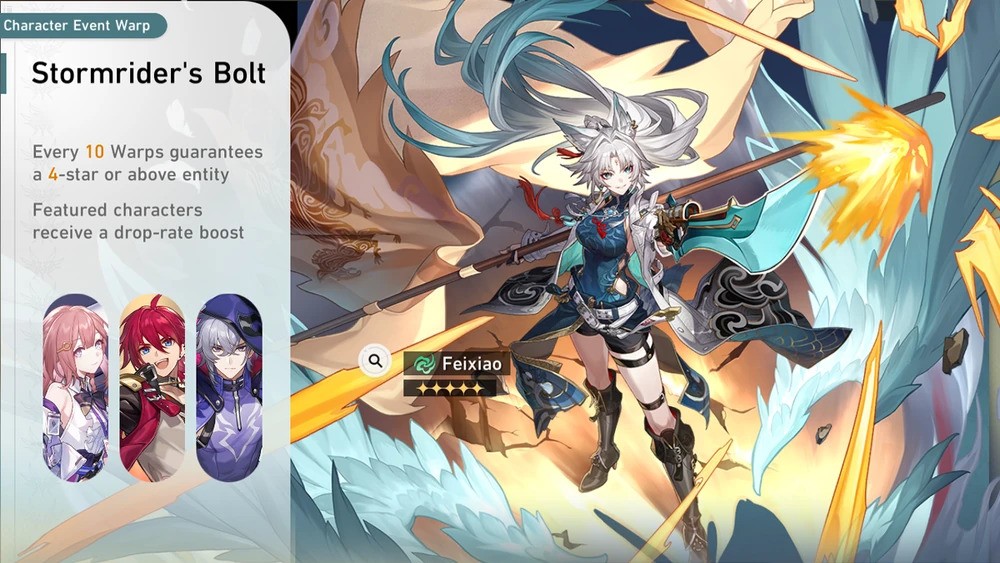 Character Event Warp
Stormrider's Bolt
Every 10 Warps guarantees
a 4-star or above entity
Featured characters
receive a drop-rate boost
Feixiao